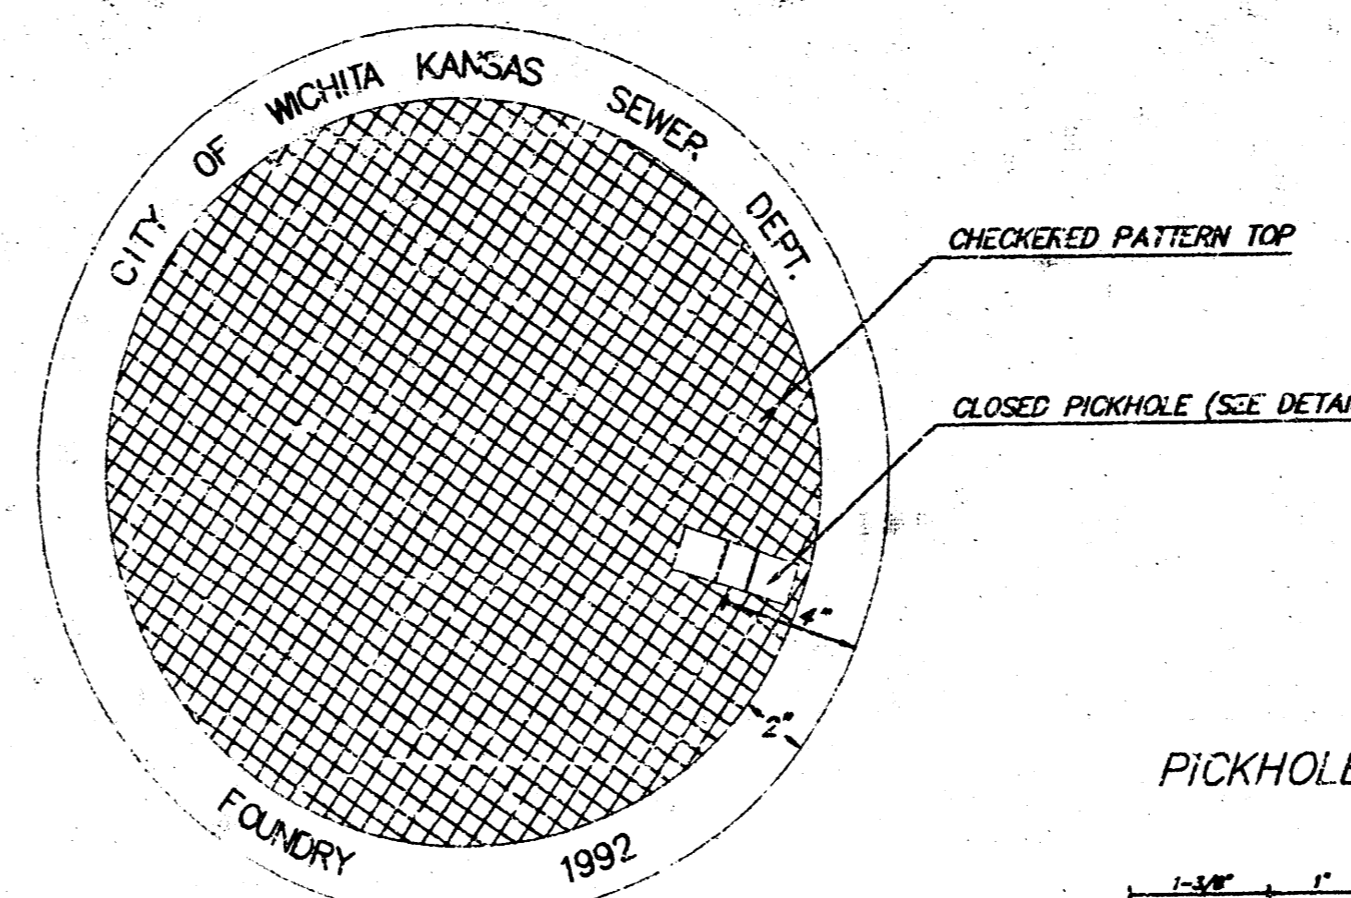 CITY OF WICHITA KANSAS SEWER DEPT.
CHECKERED PATTERN TOP
CLOSED PICKHOLE (SEE DETAI
4"
2"
PICKHOLE
FOUNDRY 1992
1-3/8" 1"